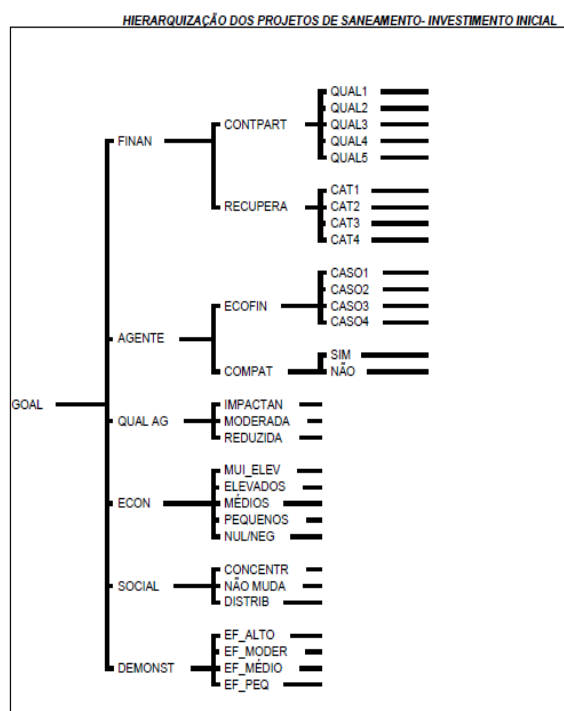 HIERARQUIZAÇÃO DOS PROJETOS DE SANEAMENTO- INVESTIMENTO INICIAL
QUAL1
QUAL2
CONTPART
QUAL3
QUAL4
FINAN
QUAL5
CAT1
RECUPERA
CAT2
CAT3
CAT4
CASO1
CASO2
ECOFIN
CASO3
CASO4
AGENTE
SIM
COMPAT
NÃO
GOAL
IMPACTAN
QUAL AG
MODERADA
REDUZIDA
MUI_ELEV
ELEVADOS
ECON
MÉDIOS
PEQUENOS
NUL/NEG
CONCENTR
SOCIAL
NÃO MUDA
DISTRIB
EF_ALTO
EF_MODER
DEMONST
EF_MÉDIO
EF_PEQ